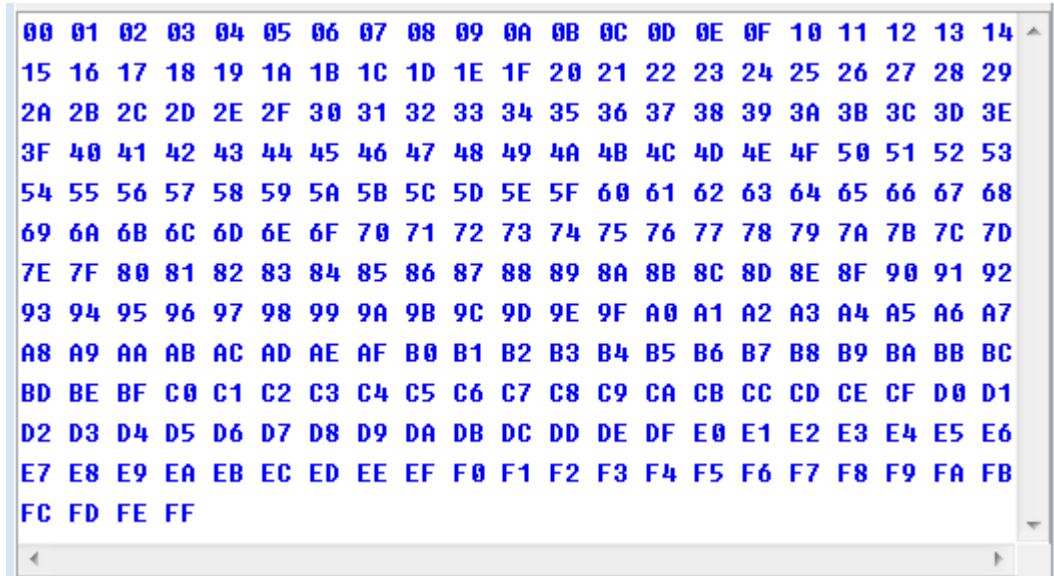 00 01 02 03 04 05 06 07 08 09 0A 0B 0C 0D 0E 0F 10 11 12 13 14
15 16 17 18 19 1A 1B 1C 1D 1E 1F 20 21 22 23 24 25 26 27 28 29
2A 2B 2C 2D 2E 2F 30 31 32 33 34 35 36 37 38 39 3A 3B 3C 3D 3E
3F 40 41 42 43 44 45 46 47 48 49 4A 4B 4C 4D 4E 4F 50 51 52 53
54 55 56 57 58 59 5A 5B 5C 5D 5E 5F 60 61 62 63 64 65 66 67 68
69 6A 6B 6C 6D 6E 6F 70 71 72 73 74 75 76 77 78 79 7A 7B 7C 7D
7E 7F 80 81 82 83 84 85 86 87 88 89 8A 8B 8C 8D 8E 8F 90 91 92
93 94 95 96 97 98 99 9A 9B 9C 9D 9E 9F A0 A1 A2 A3 A4 A5 A6 A7
A8 A9 AA AB AC AD AE AF B0 B1 B2 B3 B4 B5 B6 B7 B8 B9 BA BB BC
BD BE BF C0 C1 C2 C3 C4 C5 C6 C7 C8 C9 CA CB CC CD CE CF D0 D1
D2 D3 D4 D5 D6 D7 D8 D9 DA DB DC DD DE DF E0 E1 E2 E3 E4 E5 E6
E7 E8 E9 EA EB EC ED EE EF F0 F1 F2 F3 F4 F5 F6 F7 F8 F9 FA FB
FC FD FE FF